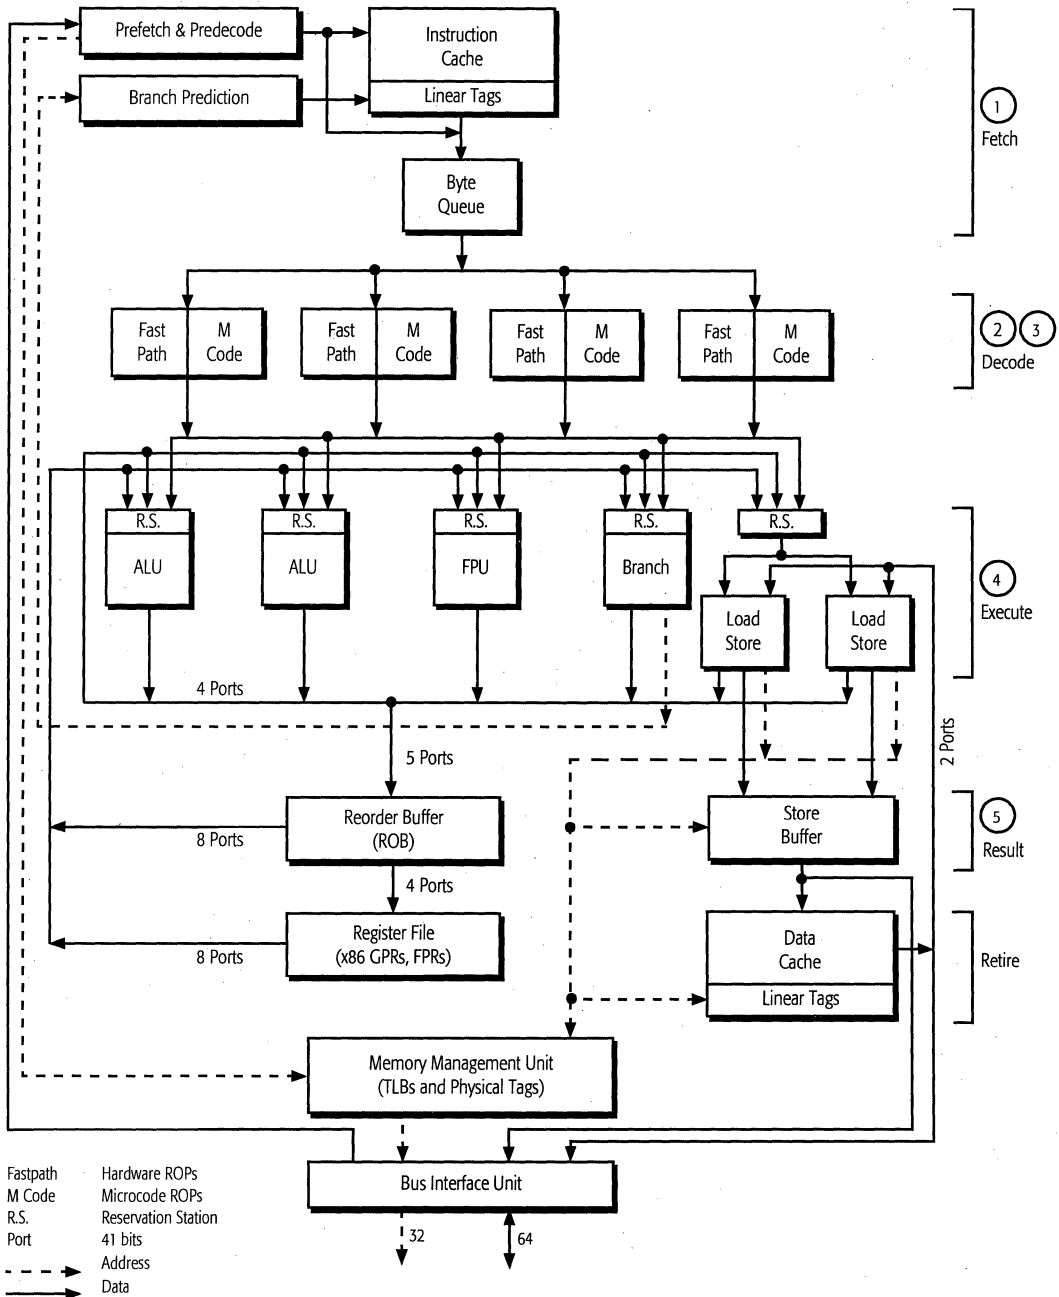 Prefetch & Predecode
Instruction
Cache
Linear Tags
Branch Prediction
1
Fetch
Byte
Queue
Fast
Path
M
Code
Fast
Path
M
Code
Fast
Path
M
Code
Fast
Path
M
Code
2
3
Decode
R.S.
ALU
R.S.
ALU
R.S.
FPU
R.S.
Branch
R.S.
Load
Store
Load
Store
4
Execute
4 Ports
5 Ports
2 Ports
Reorder Buffer
(ROB)
8 Ports
4 Ports
Store
Buffer
5
Result
Register File
(x86 GPRs, FPRs)
8 Ports
Data
Cache
Linear Tags
Retire
Memory Management Unit
(TLBs and Physical Tags)
Bus Interface Unit
32
64
Fastpath Hardware ROPs
M Code Microcode ROPs
R.S. Reservation Station
Port 41 bits
Address
Data